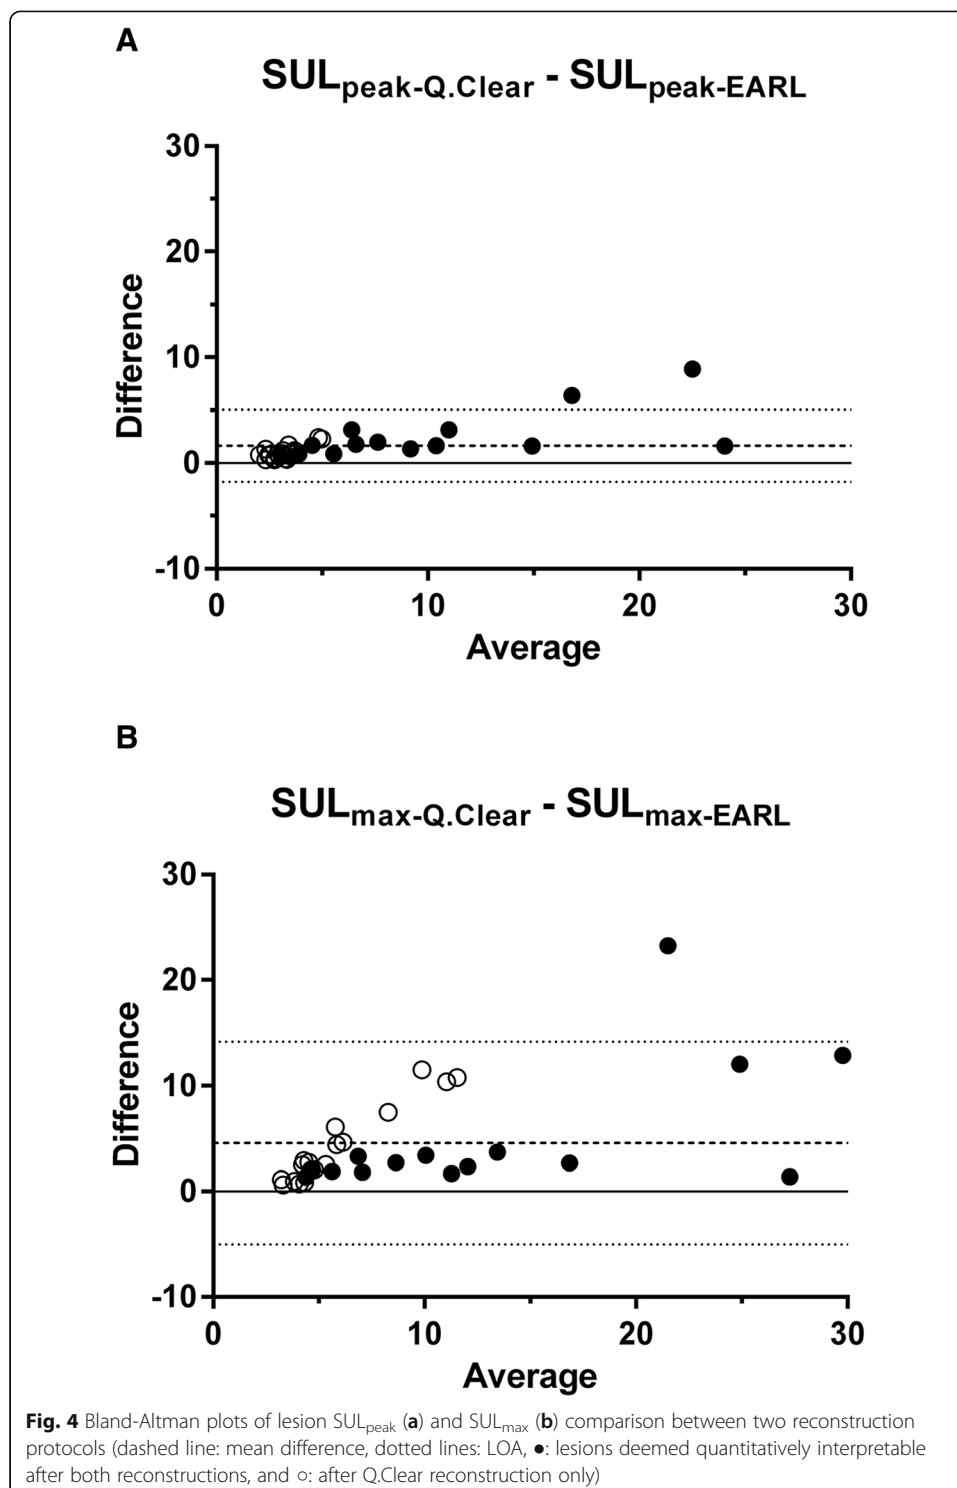 A
SULpeak-Q.Clear - SULpeak-EARL
30
20
10
0
-10
Difference
0 10 20 30
Average
B
SULmax-Q.Clear - SULmax-EARL
30
20
10
0
-10
Difference
0 10 20 30
Average
Fig. 4 Bland-Altman plots of lesion SULpeak (a) and SULmax (b) comparison between two reconstruction
protocols (dashed line: mean difference, dotted lines: LOA, ●: lesions deemed quantitatively interpretable
after both reconstructions, and ○: after Q.Clear reconstruction only)